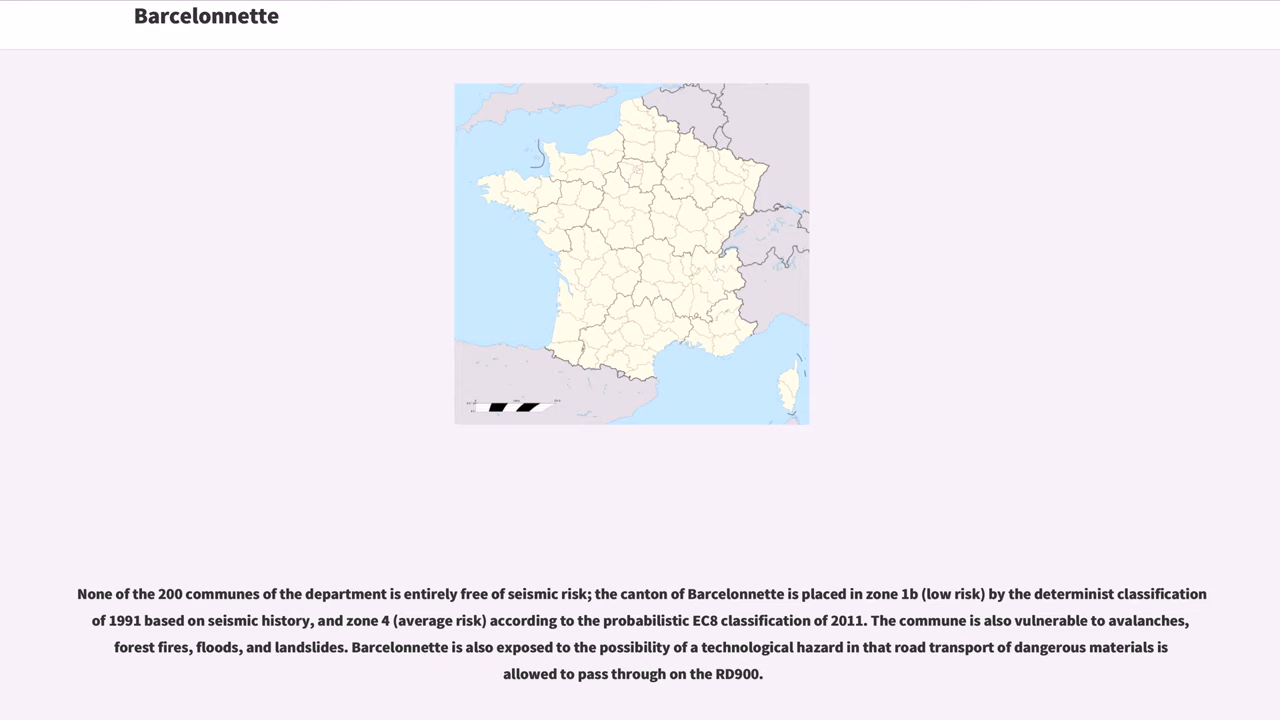 Barcelonnette
None of the 200 communes of the department is entirely free of seismic risk; the canton of Barcelonnette is placed in zone 1b (low risk) by the determinist classification
of 1991 based on seismic history, and zone 4 (average risk) according to the probabilistic EC8 classification of 2011. The commune is also vulnerable to avalanches,
forest fires, floods, and landslides. Barcelonnette is also exposed to the possibility of a technological hazard in that road transport of dangerous materials is
allowed to pass through on the RD900.